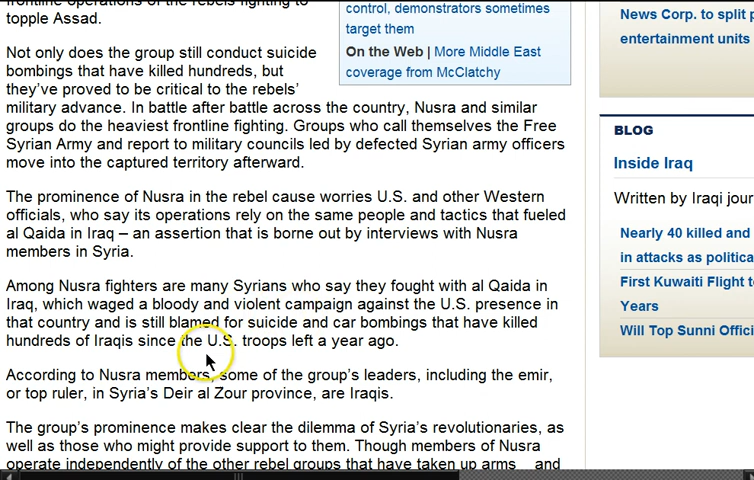 frontline operations of the rebels fighting to
topple Assad.
Not only does the group still conduct suicide
bombings that have killed hundreds, but
they've proved to be critical to the rebels'
military advance. In battle after battle across the country, Nusra and similar
groups do the heaviest frontline fighting. Groups who call themselves the Free
Syrian Army and report to military councils led by defected Syrian army officers
move into the captured territory afterward.
The prominence of Nusra in the rebel cause worries U.S. and other Western
officials, who say its operations rely on the same people and tactics that fueled
al Qaida in Iraq – an assertion that is borne out by interviews with Nusra
members in Syria.
Among Nusra fighters are many Syrians who say they fought with al Qaida in
Iraq, which waged a bloody and violent campaign against the U.S. presence in
that country and is still blamed for suicide and car bombings that have killed
hundreds of Iraqis since the U.S. troops left a year ago.
According to Nusra members, some of the group's leaders, including the emir,
or top ruler, in Syria's Deir al Zour province, are Iraqis.
The group's prominence makes clear the dilemma of Syria's revolutionaries, as
well as those who might provide support to them. Though members of Nusra
operate independently of the other rebel groups that have taken up arms and
control, demonstrators sometimes
target them
On the Web | More Middle East
coverage from McClatchy
News Corp. to split p
entertainment units
BLOG
Inside Iraq
Written by Iraqi jour
Nearly 40 killed and
in attacks as politica
First Kuwaiti Flight to
Years
Will Top Sunni Offici